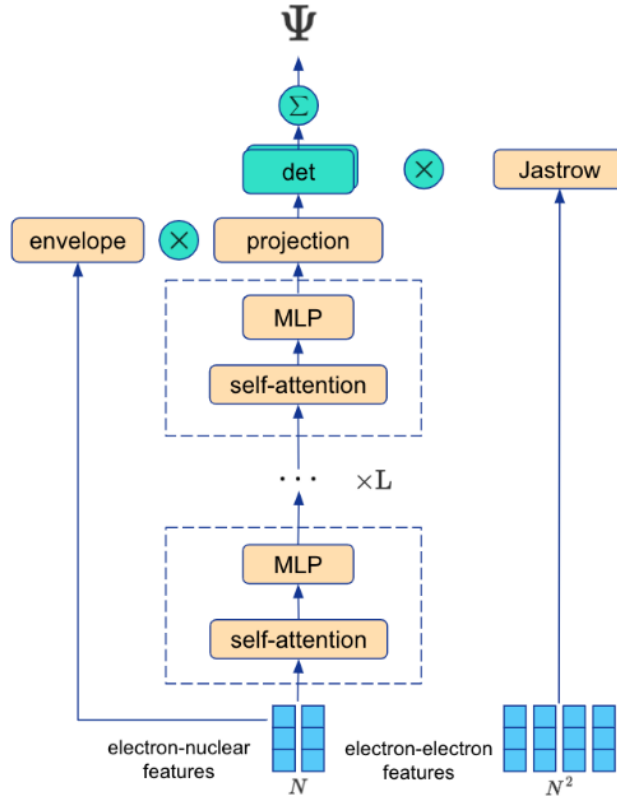 Ψ
Σ
det
×
Jastrow
envelope
×
projection
MLP
self-attention
... ×L
MLP
self-attention
electron-nuclear
features
N
electron-electron
features
N²